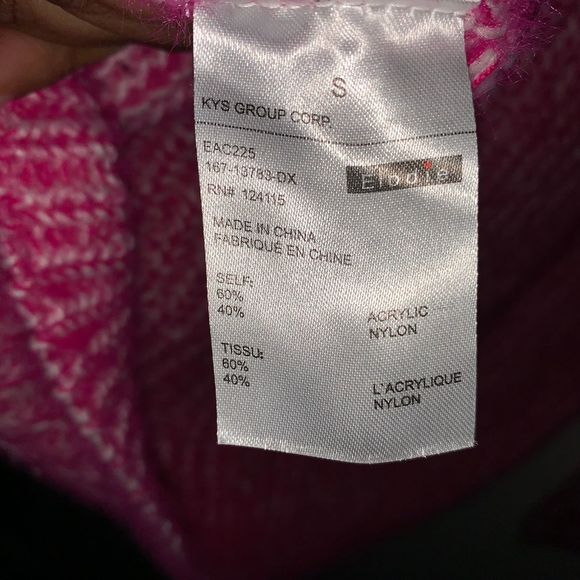 S
KYS GROUP CORP.
EAC225
167-13783-DX
RN# 124115
Elodie
MADE IN CHINA
FABRIQUÉ EN CHINE
SELF:
60% ACRYLIC
40% NYLON
TISSU:
60% L'ACRYLIQUE
40% NYLON